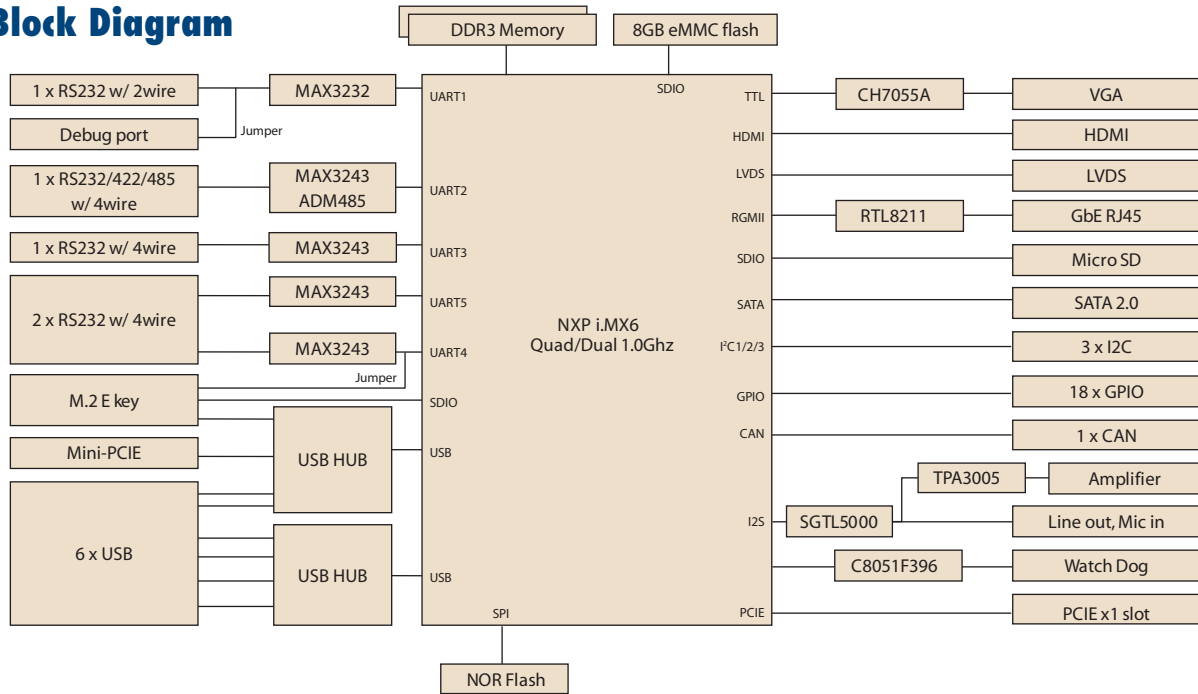 Block Diagram
DDR3 Memory
8GB eMMC flash
1 x RS232 w/ 2wire
MAX3232
UART1
SDIO
TTL
CH7055A
VGA
Debug port
Jumper
HDMI
HDMI
1 x RS232/422/485
w/ 4wire
MAX3243
ADM485
UART2
LVDS
LVDS
RGMII
RTL8211
GbE RJ45
1 x RS232 w/ 4wire
MAX3243
UART3
SDIO
Micro SD
2 x RS232 w/ 4wire
MAX3243
UART5
SATA
SATA 2.0
NXP i.MX6
Quad/Dual 1.0Ghz
MAX3243
UART4
I²C1/2/3
3 x I2C
Jumper
M.2 E key
SDIO
GPIO
18 x GPIO
Mini-PCIE
USB HUB
USB
CAN
1 x CAN
TPA3005
Amplifier
I2S
SGTL5000
Line out, Mic in
6 x USB
USB HUB
USB
C8051F396
Watch Dog
SPI
PCIE
PCIE x1 slot
NOR Flash